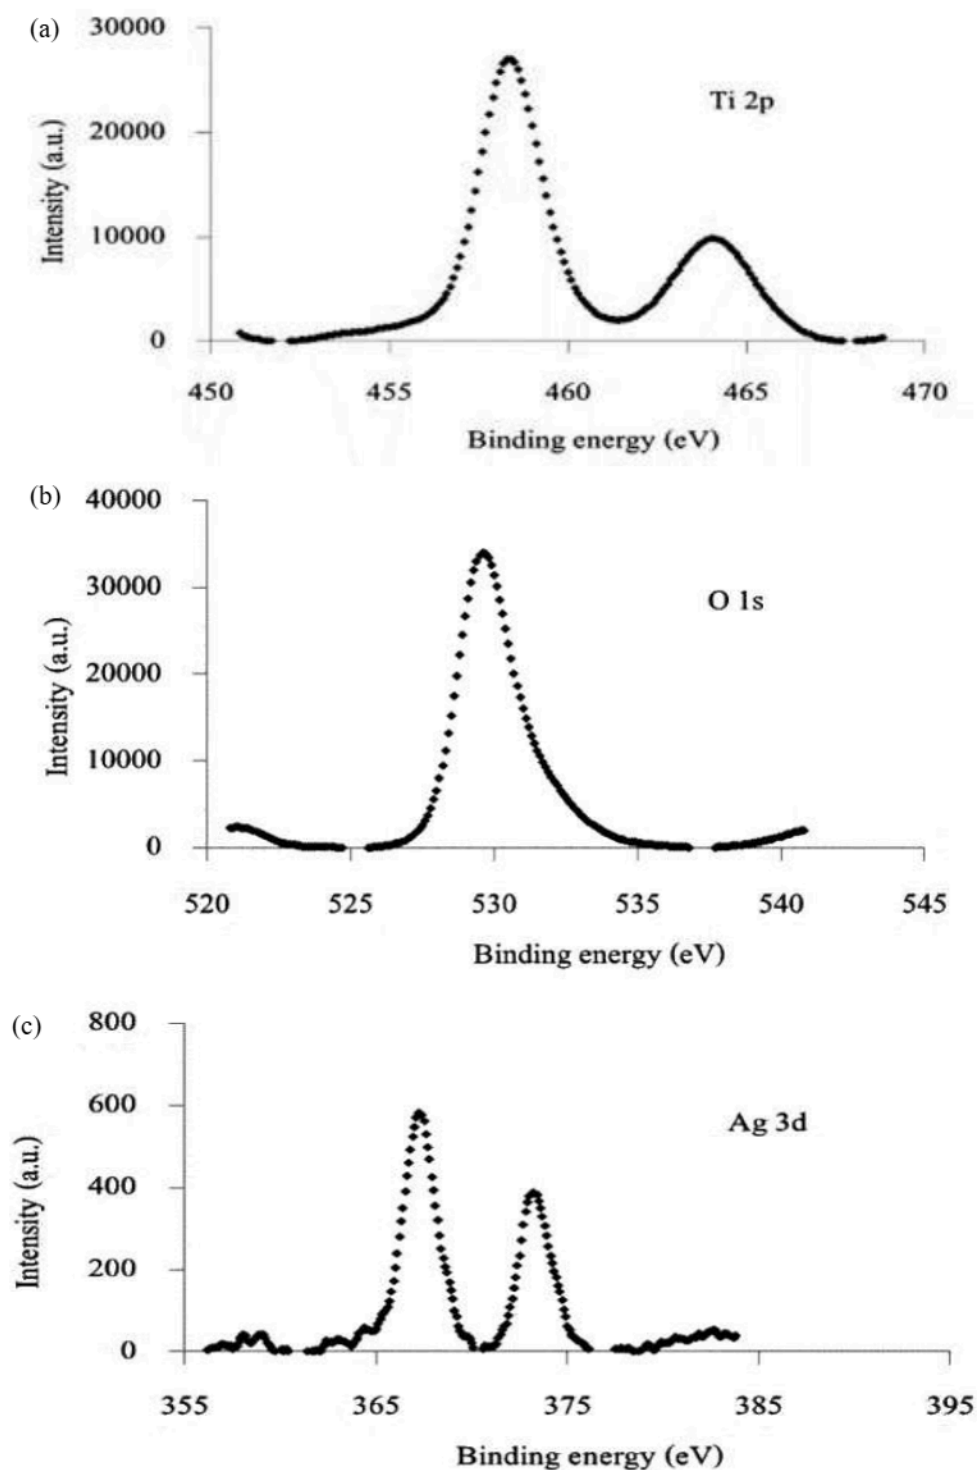 (a)
30000
20000
10000
0
Intensity (a.u.)
Ti 2p
450 455 460 465 470
Binding energy (eV)
(b)
40000
30000
20000
10000
0
Intensity (a.u.)
O 1s
520 525 530 535 540 545
Binding energy (eV)
(c)
800
600
400
200
0
Intensity (a.u.)
Ag 3d
355 365 375 385 395
Binding energy (eV)